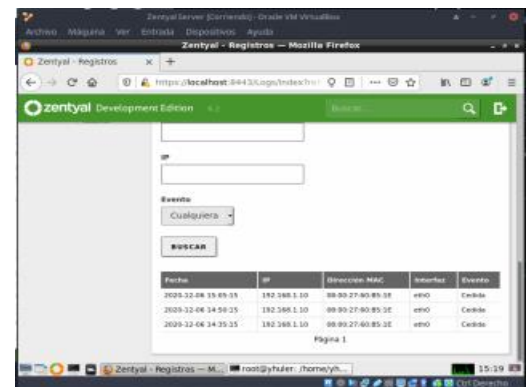 Zentyal Server [Corriendo] - Oracle VM VirtualBox
Archivo Máquina Ver Entrada Dispositivos Ayuda
Zentyal - Registros — Mozilla Firefox
Zentyal - Registros
https://localhost:8443/Logs/Index?
zentyal Development Edition
Buscar...
IP
Evento
Cualquiera
BUSCAR
Fecha IP Dirección MAC Interfaz Evento
2020-12-06 15:05:15 192.168.1.10 08:00:27:60:85:1E eth0 Cedida
2020-12-06 14:50:15 192.168.1.10 08:00:27:60:85:1E eth0 Cedida
2020-12-06 14:35:15 192.168.1.10 08:00:27:60:85:1E eth0 Cedida
Página 1
Zentyal - Registros — M... root@yhuler: /home/yh... 15:19
Ctrl Derecho